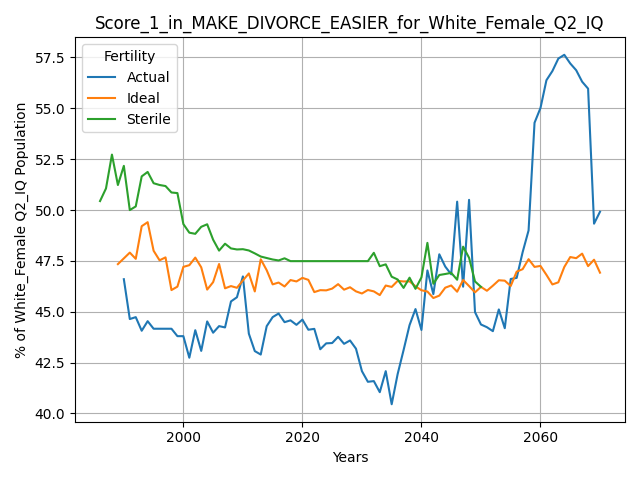 Score_1_in_MAKE_DIVORCE_EASIER_for_White_Female_Q2_IQ
Fertility
Actual
Ideal
Sterile
% of White_Female Q2_IQ Population
57.5
55.0
52.5
50.0
47.5
45.0
42.5
40.0
2000
2020
2040
2060
Years